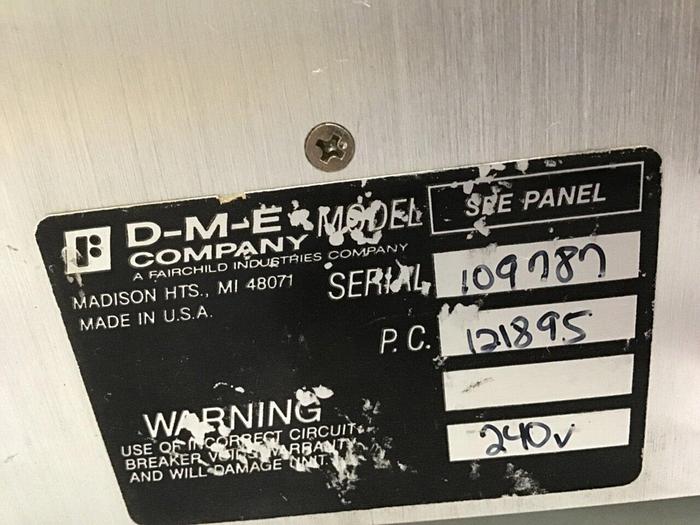 D-M-E
COMPANY
A FAIRCHILD INDUSTRIES COMPANY
MADISON HTS., MI 48071
MADE IN U.S.A.
MODEL SEE PANEL
SERIAL 109787
P.C. 121895
240v
WARNING
USE OF INCORRECT CIRCUIT
BREAKER VOIDS WARRANTY
AND WILL DAMAGE UNIT.